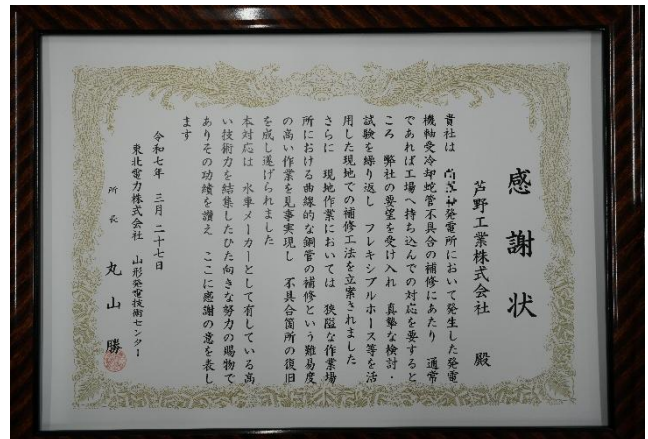 感謝状
芦野工業株式会社 殿
貴社は 発電所において発生した発電
機軸受冷却蛇管不具合の補修にあたり 通常
であれば工場へ持ち込んでの対応を要すると
ころ 弊社の要望を受け入れ 真摯な検討・
試験を繰り返し フレキシブルホース等を活
用した現地での補修工法を立案されました
さらに 現地作業においては 狭隘な作業場
所における曲線的な銅管の補修という難易度
の高い作業を見事実現し 不具合箇所の復旧
を成し遂げられました
本対応は 水車メーカーとして有している高
い技術力を結集したひた向きな努力の賜物で
ありその功績を讃え ここに感謝の意を表し
ます
令和七年 三月 二十七日
東北電力株式会社 山形発電技術センター
所長 丸山 勝